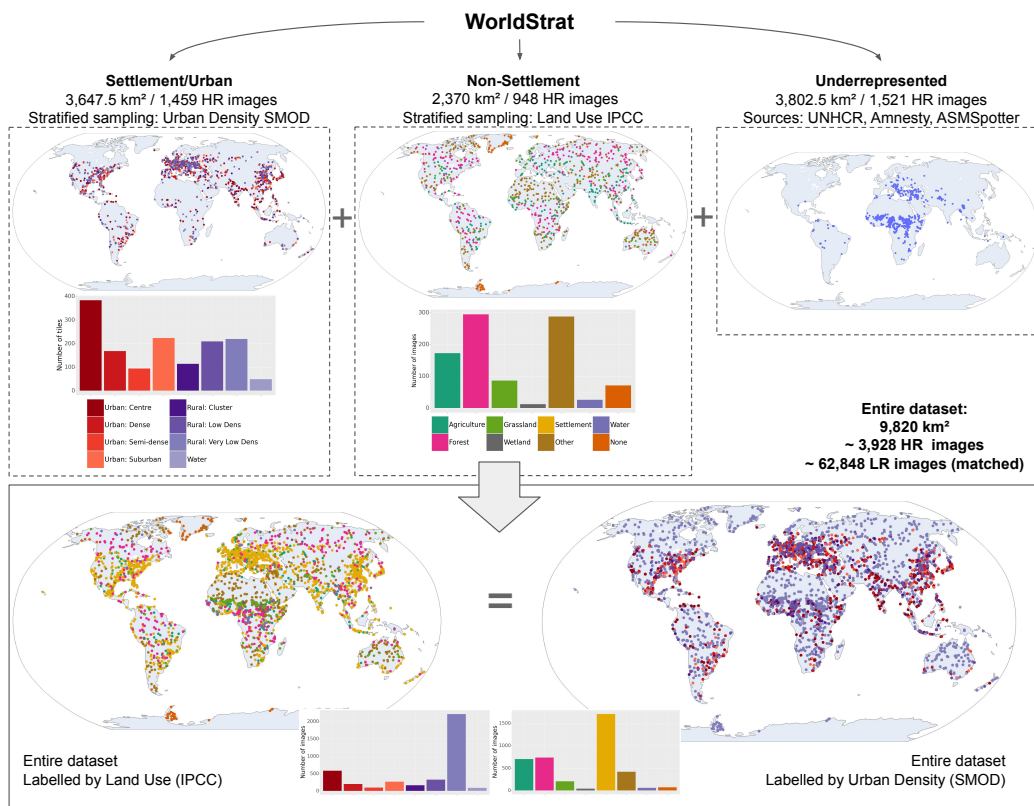 WorldStrat
Settlement/Urban
3,647.5 km² / 1,459 HR images
Stratified sampling: Urban Density SMOD
Non-Settlement
2,370 km² / 948 HR images
Stratified sampling: Land Use IPCC
Underrepresented
3,802.5 km² / 1,521 HR images
Sources: UNHCR, Amnesty, ASMSpotter
+
+
Number of tiles
400
300
200
100
0
Urban: Centre
Urban: Dense
Urban: Semi-dense
Urban: Suburban
Rural: Cluster
Rural: Low Dens
Rural: Very Low Dens
Water
Number of images
300
200
100
0
Agriculture
Forest
Grassland
Wetland
Settlement
Other
Water
None
Entire dataset:
9,820 km²
~ 3,928 HR images
~ 62,848 LR images (matched)
=
Entire dataset
Labelled by Land Use (IPCC)
Number of images
2000
1500
1000
500
0
Number of images
1500
1000
500
0
Entire dataset
Labelled by Urban Density (SMOD)